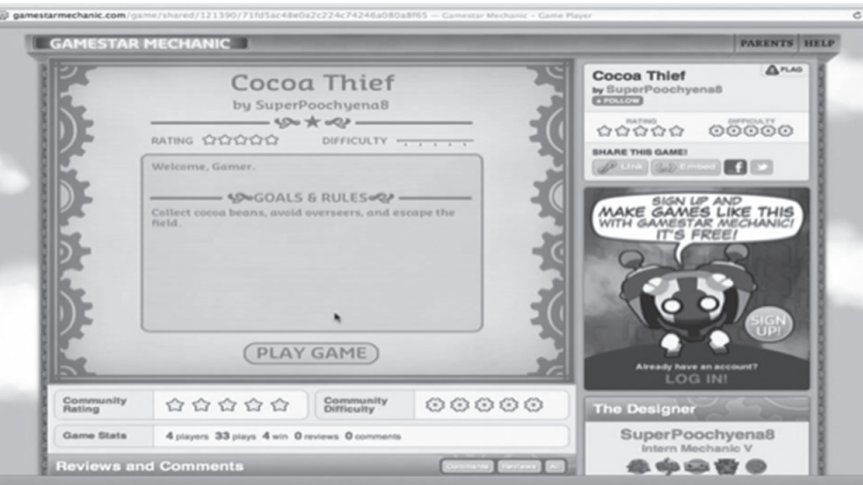 gamestarmechanic.com/game/shared/121390/71fd5ac48e0a2c224c74246a080a8f65 — Gamestar Mechanic – Game Player
GAMESTAR MECHANIC
PARENTS
HELP
Cocoa Thief
by SuperPoochyena8
RATING
DIFFICULTY
Welcome, Gamer.
GOALS & RULES
Collect cocoa beans, avoid overseers, and escape the
field.
PLAY GAME
Community
Rating
Community
Difficulty
Game Stats
4 players 33 plays 4 win 0 reviews 0 comments
Reviews and Comments
Comments
Reviews
All
FLAG
Cocoa Thief
by SuperPoochyena8
+ FOLLOW
RATING
DIFFICULTY
SHARE THIS GAME!
Link
Embed
f
SIGN UP AND
MAKE GAMES LIKE THIS
WITH GAMESTAR MECHANIC!
IT'S FREE!
SIGN
UP!
Already have an account?
LOG IN!
The Designer
SuperPoochyena8
Intern Mechanic V